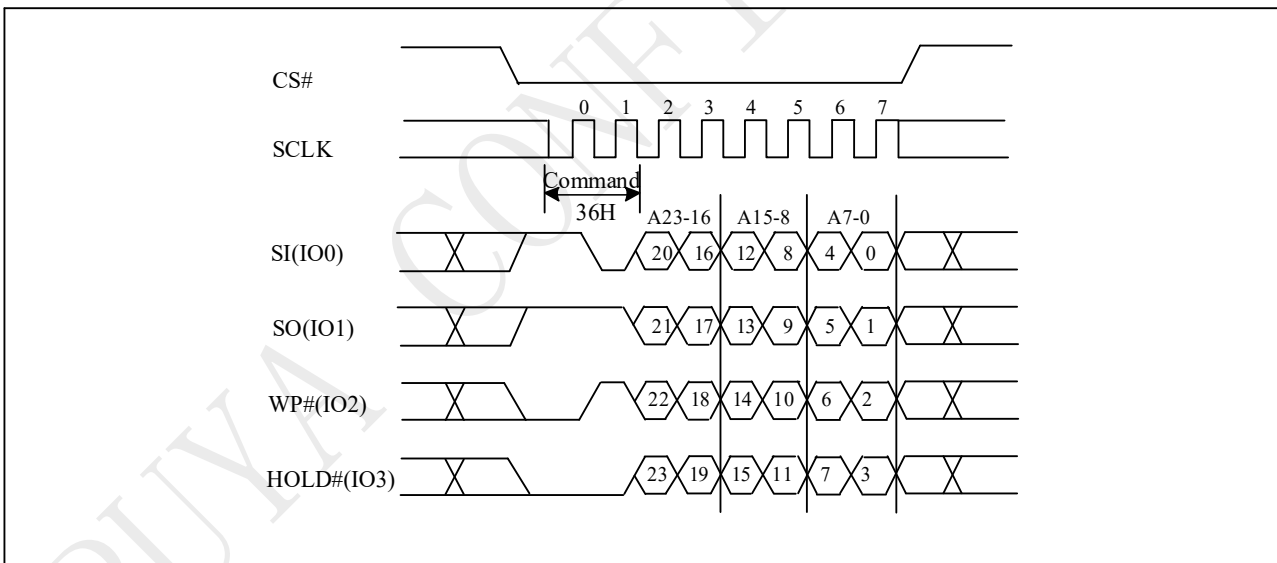 CS#
0 1 2 3 4 5 6 7
SCLK
Command
36H
A23-16 A15-8 A7-0
SI(IO0) 20 16 12 8 4 0
SO(IO1) 21 17 13 9 5 1
WP#(IO2) 22 18 14 10 6 2
HOLD#(IO3) 23 19 15 11 7 3
PUYA CONF